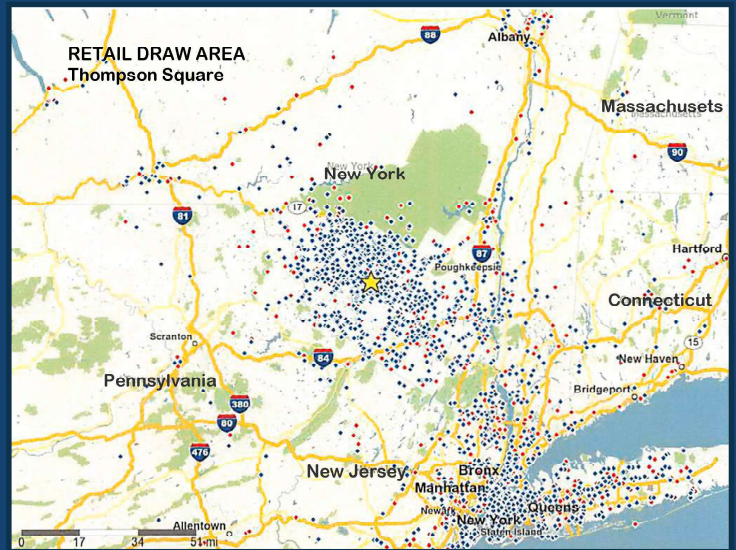 Vermont
88
Albany
RETAIL DRAW AREA
Thompson Square
Massachusets
Massachusetts
90
New York
New York
17
81
87
Hartford
Poughkeepsie
Connecticut
Scranton
15
84
New Haven
Pennsylvania
Bridgeport
380
80
476
New Jersey
Bronx
Manhattan
Newark
Queens
New York
Staten Island
Allentown
0 17 34 51 mi